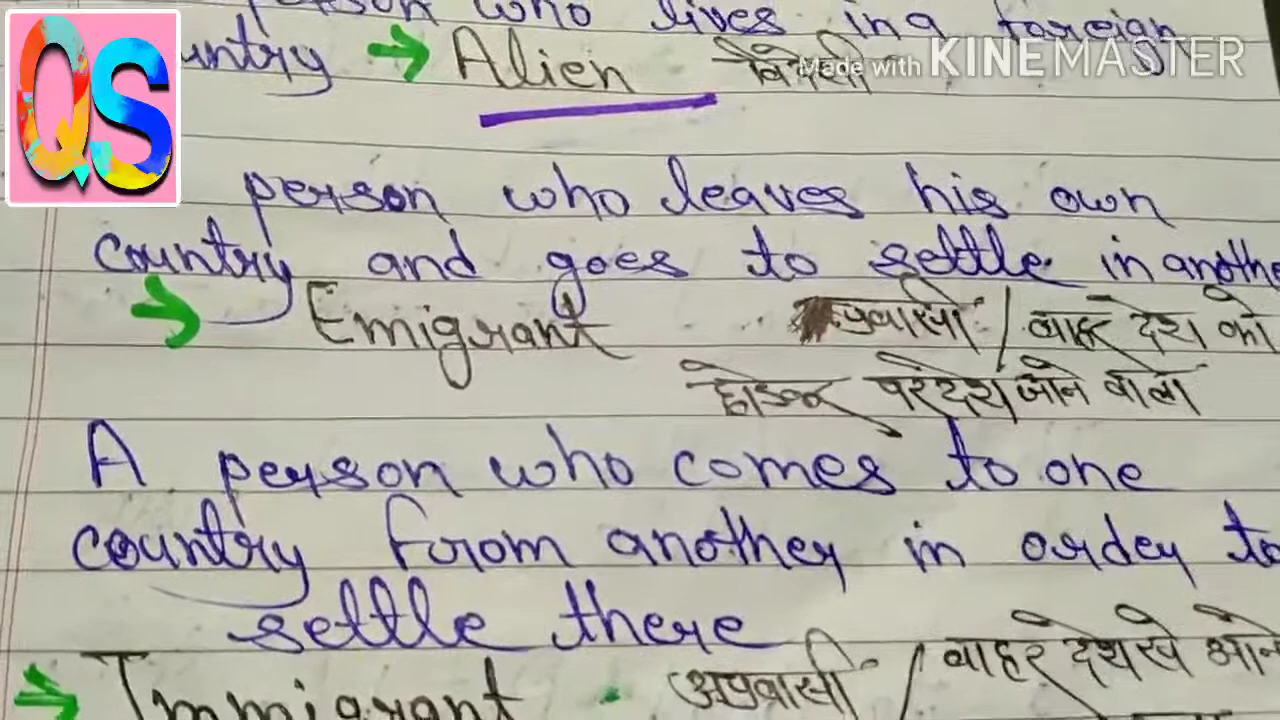 person who lives in a foreign
untry → Alien विदेशी
QS
Made with KINEMASTER
person who leaves his own
country and goes to settle in anothe
→ Emigrant प्रवासी / बाहर देश को
छोडकर परदेश जाने वाला
A person who comes to one
country from another in order to
settle there
→ Immigrant अप्रवासी / बाहर देश से आने